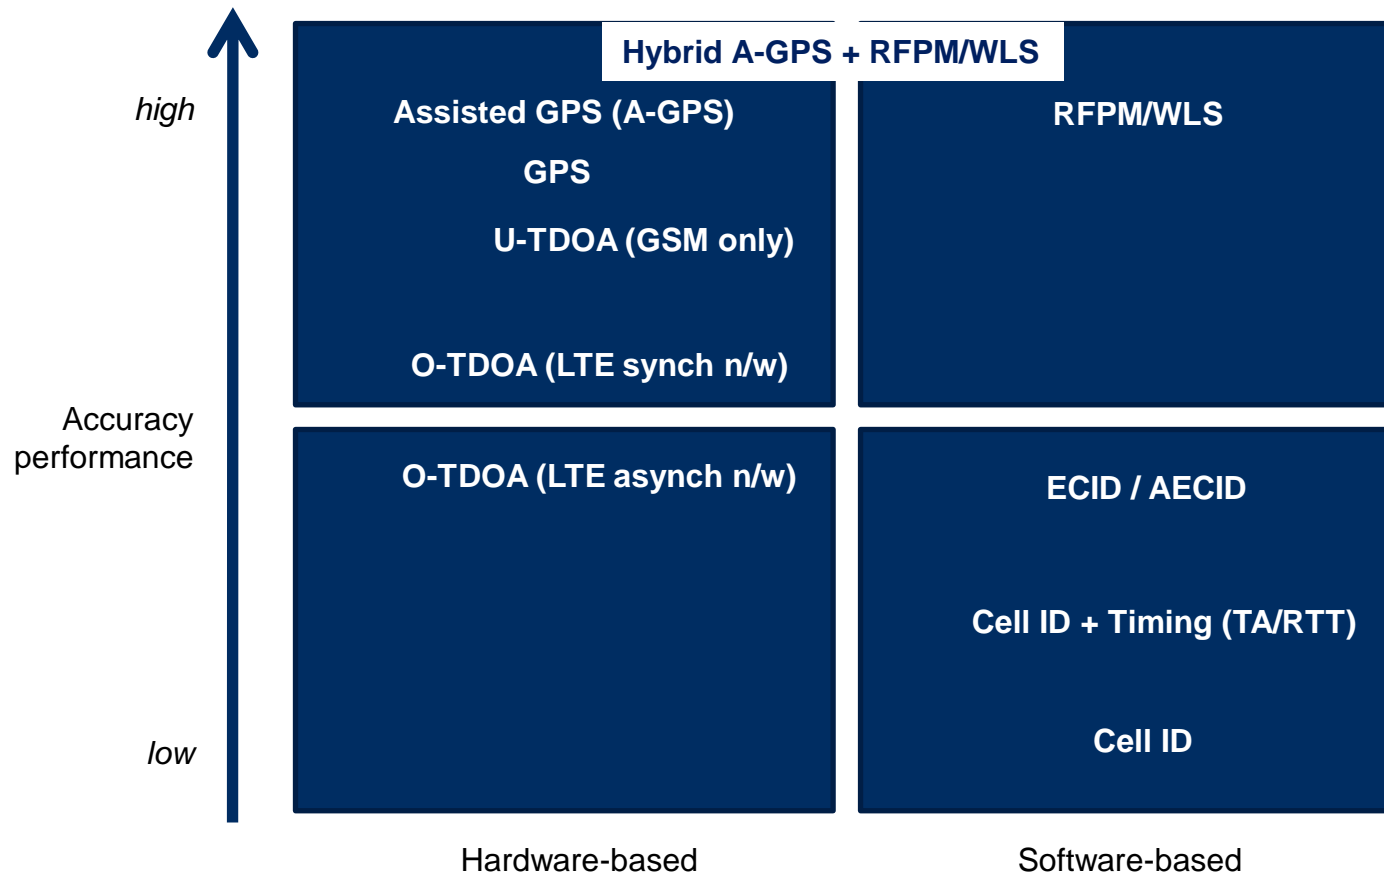 Hybrid A-GPS + RFPM/WLS
high
Assisted GPS (A-GPS)
RFPM/WLS
GPS
U-TDOA (GSM only)
O-TDOA (LTE synch n/w)
Accuracy
performance
O-TDOA (LTE asynch n/w)
ECID / AECID
Cell ID + Timing (TA/RTT)
low
Cell ID
Hardware-based
Software-based